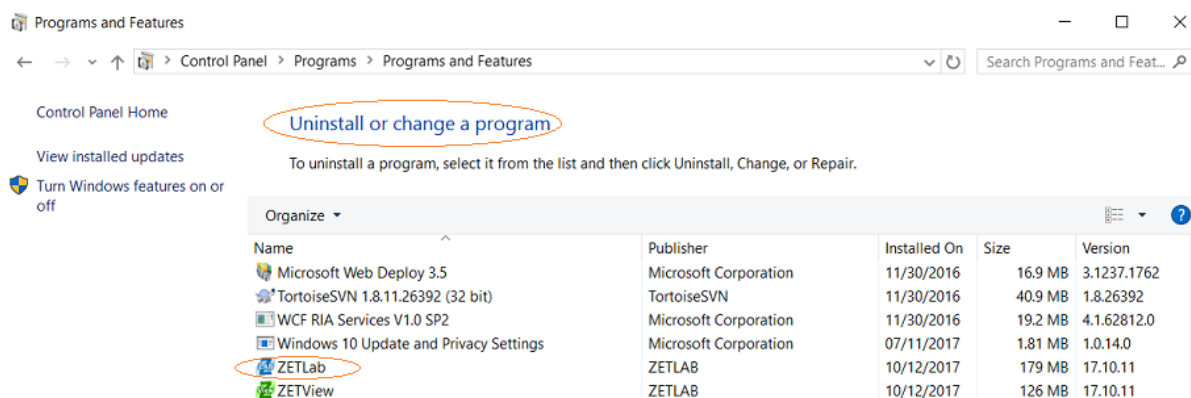 Programs and Features
Control Panel > Programs > Programs and Features
Search Programs and Feat...
Control Panel Home
Uninstall or change a program
View installed updates
To uninstall a program, select it from the list and then click Uninstall, Change, or Repair.
Turn Windows features on or
off
Organize
Name Publisher Installed On Size Version
Microsoft Web Deploy 3.5 Microsoft Corporation 11/30/2016 16.9 MB 3.1237.1762
TortoiseSVN 1.8.11.26392 (32 bit) TortoiseSVN 11/30/2016 40.9 MB 1.8.26392
WCF RIA Services V1.0 SP2 Microsoft Corporation 11/30/2016 19.2 MB 4.1.62812.0
Windows 10 Update and Privacy Settings Microsoft Corporation 07/11/2017 1.81 MB 1.0.14.0
ZETLab ZETLAB 10/12/2017 179 MB 17.10.11
ZETView ZETLAB 10/12/2017 126 MB 17.10.11